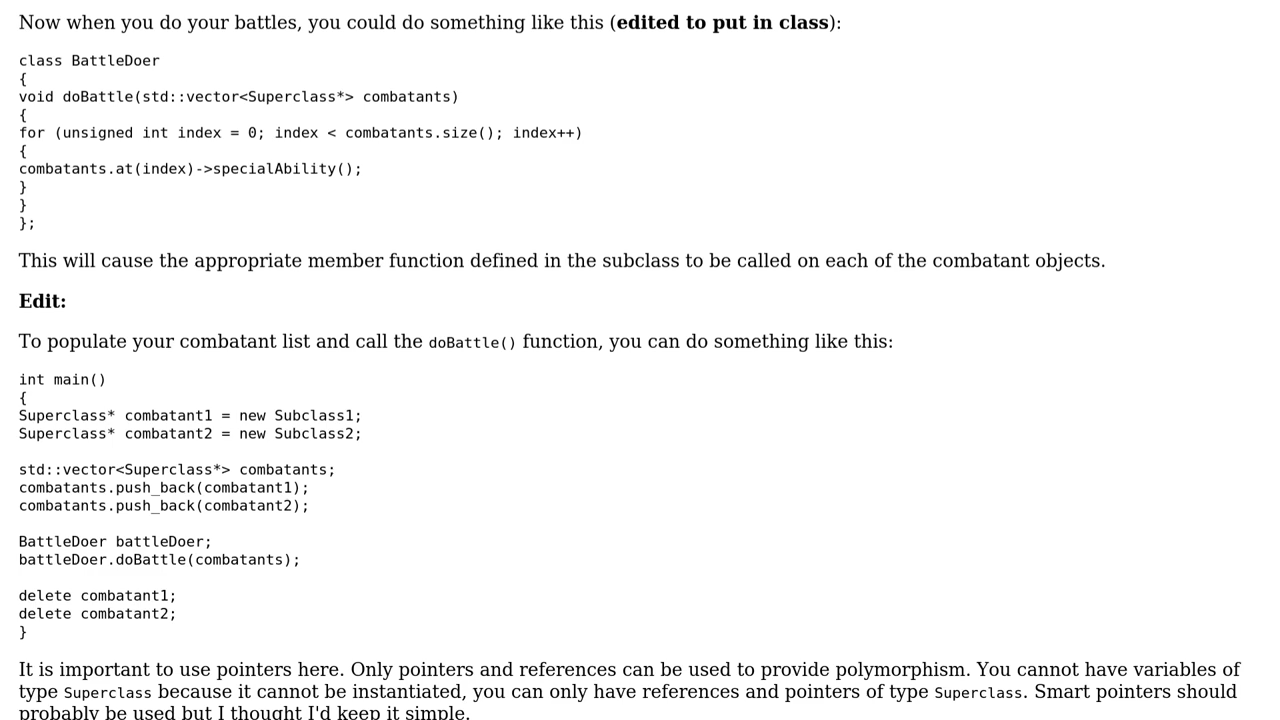 Now when you do your battles, you could do something like this (edited to put in class):
class BattleDoer
{
void doBattle(std::vector<Superclass*> combatants)
{
for (unsigned int index = 0; index < combatants.size(); index++)
{
combatants.at(index)->specialAbility();
}
}
};
This will cause the appropriate member function defined in the subclass to be called on each of the combatant objects.
Edit:
To populate your combatant list and call the doBattle() function, you can do something like this:
int main()
{
Superclass* combatant1 = new Subclass1;
Superclass* combatant2 = new Subclass2;
std::vector<Superclass*> combatants;
combatants.push_back(combatant1);
combatants.push_back(combatant2);
BattleDoer battleDoer;
battleDoer.doBattle(combatants);
delete combatant1;
delete combatant2;
}
It is important to use pointers here. Only pointers and references can be used to provide polymorphism. You cannot have variables of
type Superclass because it cannot be instantiated, you can only have references and pointers of type Superclass. Smart pointers should
probably be used but I thought I'd keep it simple.